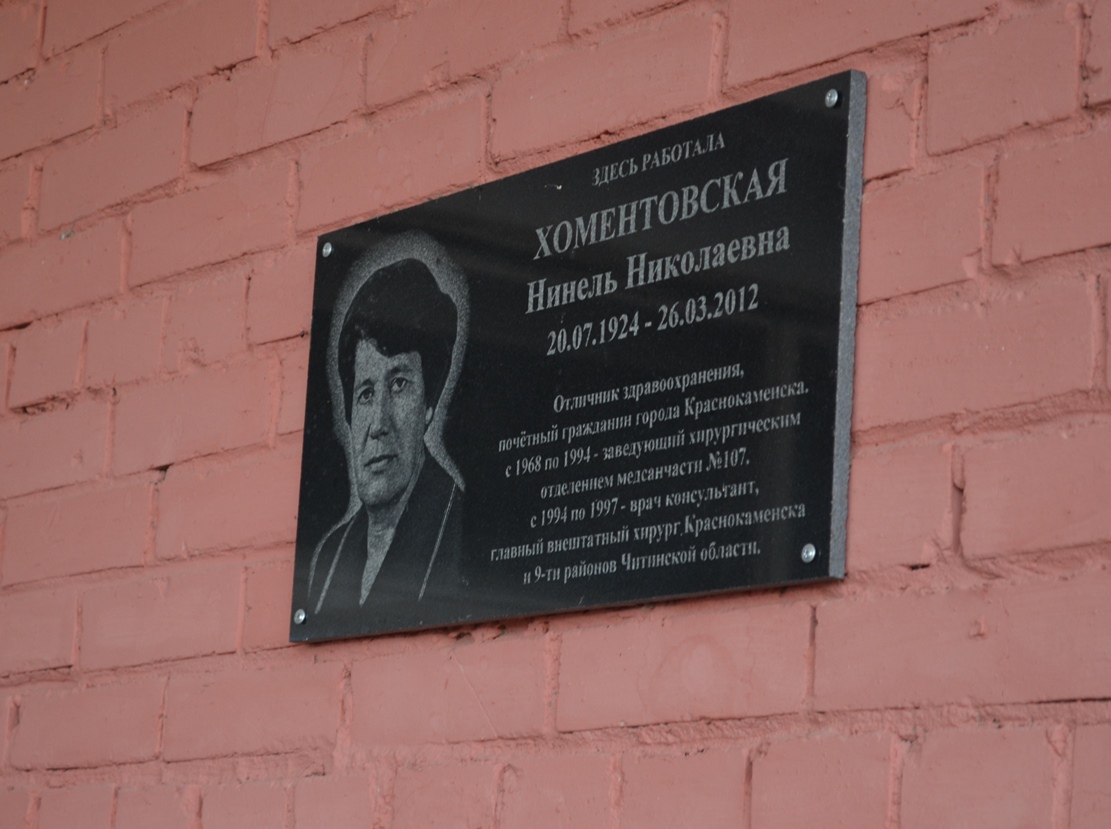 ЗДЕСЬ РАБОТАЛА
ХОМЕНТОВСКАЯ
Нинель Николаевна
20.07.1924 - 26.03.2012
Отличник здравоохранения,
почётный гражданин города Краснокаменска.
с 1968 по 1994 - заведующий хирургическим
отделением медсанчасти №107.
с 1994 по 1997 - врач консультант,
главный внештатный хирург Краснокаменска
и 9-ти районов Читинской области.